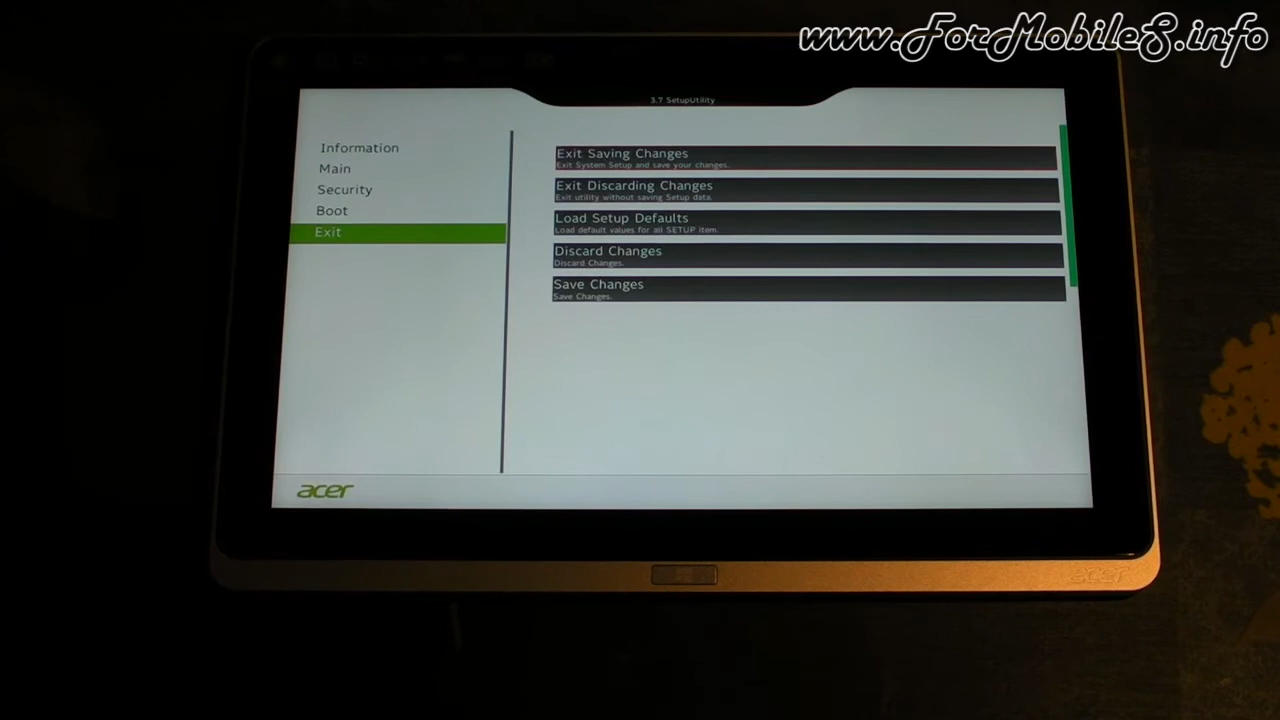 www.ForMobileS.info
3.7 SetupUtility
Information
Main
Security
Boot
Exit
Exit Saving Changes
Exit System Setup and save your changes.
Exit Discarding Changes
Exit utility without saving Setup data.
Load Setup Defaults
Load default values for all SETUP item.
Discard Changes
Discard Changes.
Save Changes
Save Changes.
acer
acer